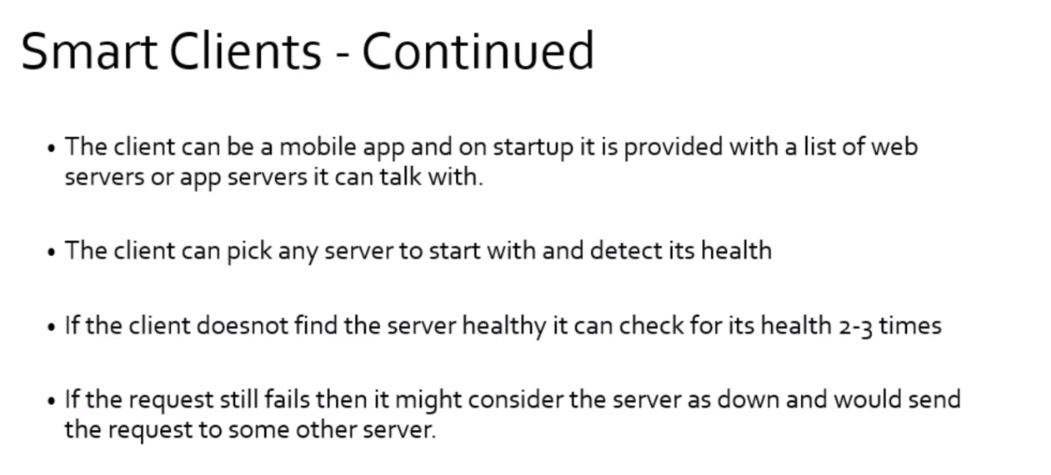 Smart Clients - Continued
• The client can be a mobile app and on startup it is provided with a list of web
servers or app servers it can talk with.
• The client can pick any server to start with and detect its health
• If the client doesnot find the server healthy it can check for its health 2-3 times
• If the request still fails then it might consider the server as down and would send
the request to some other server.